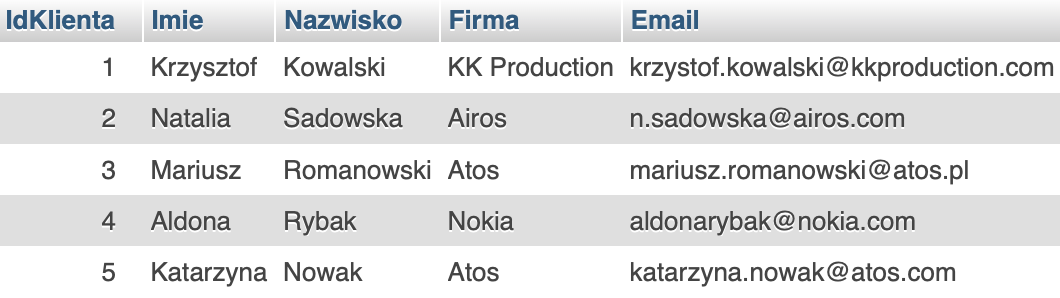 IdKlienta Imie Nazwisko Firma Email
1 Krzysztof Kowalski KK Production krzystof.kowalski@kkproduction.com
2 Natalia Sadowska Airos n.sadowska@airos.com
3 Mariusz Romanowski Atos mariusz.romanowski@atos.pl
4 Aldona Rybak Nokia aldonarybak@nokia.com
5 Katarzyna Nowak Atos katarzyna.nowak@atos.com